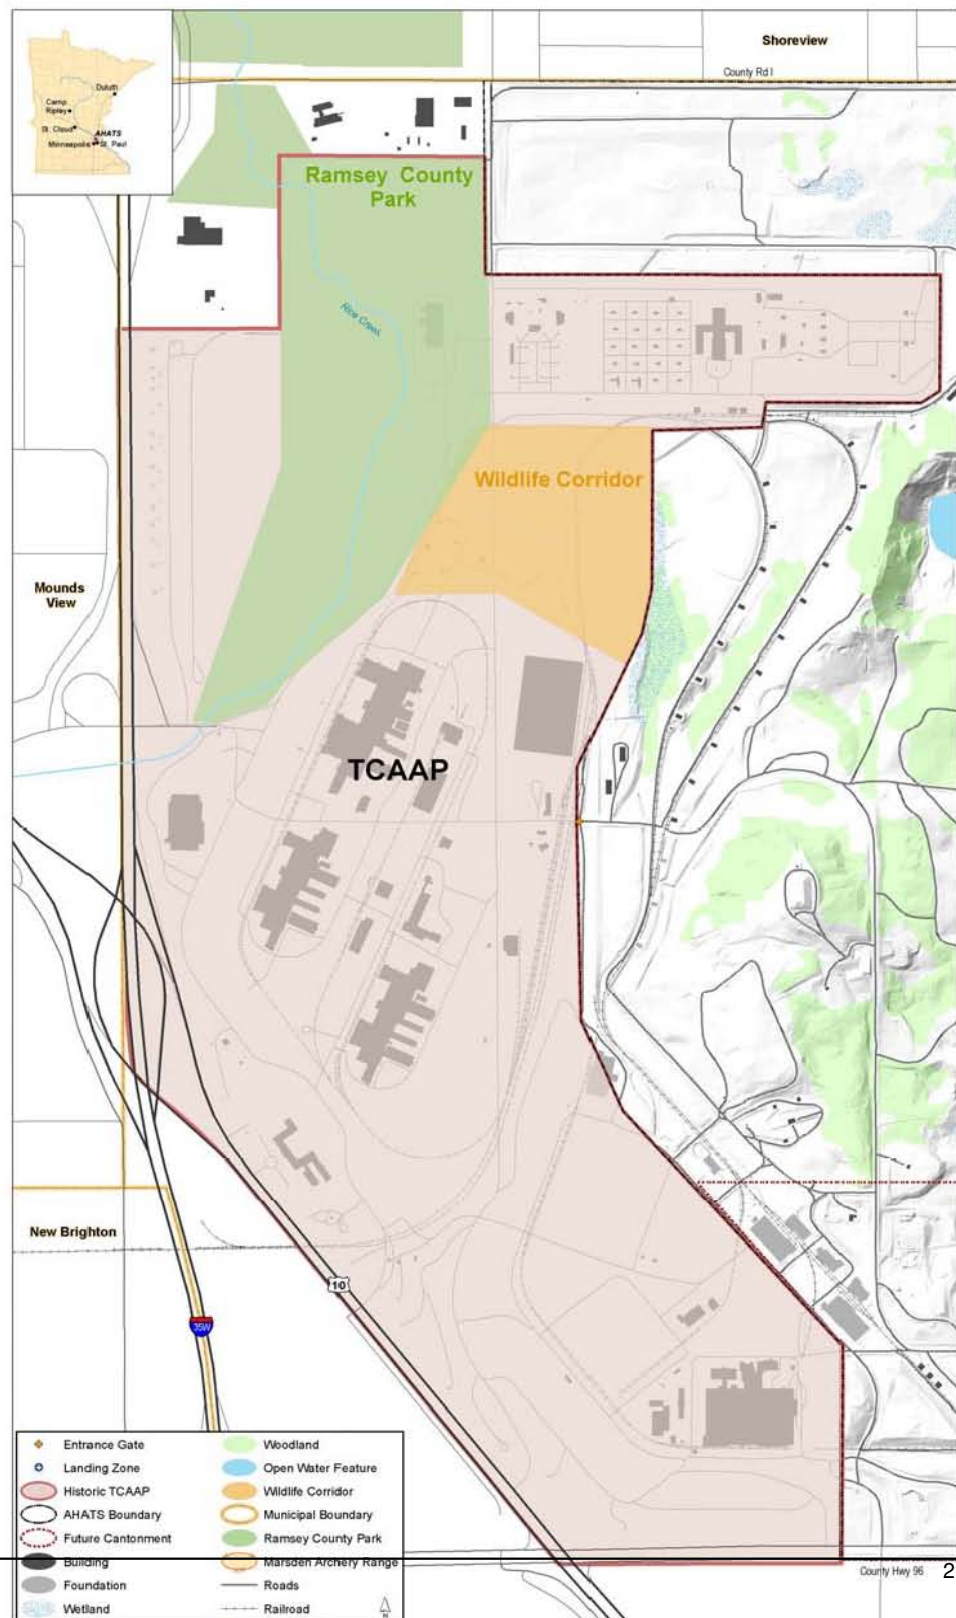 Shoreview
County Rd I
Duluth
Camp
Ripley
St. Cloud
AHATS
Minneapolis
St. Paul
Ramsey County
Park
Rice Creek
Wildlife Corridor
Mounds
View
TCAAP
New Brighton
10
35W
Entrance Gate
Landing Zone
Historic TCAAP
AHATS Boundary
Future Cantonment
Building
Foundation
Wetland
Woodland
Open Water Feature
Wildlife Corridor
Municipal Boundary
Ramsey County Park
Marsden Archery Range
Roads
Railroad
N
County Hwy 96
2